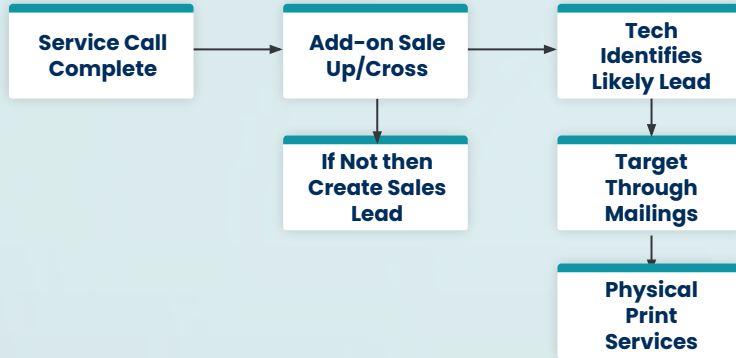 Service Call
Complete
Add-on Sale
Up/Cross
Tech
Identifies
Likely Lead
If Not then
Create Sales
Lead
Target
Through
Mailings
Physical
Print
Services